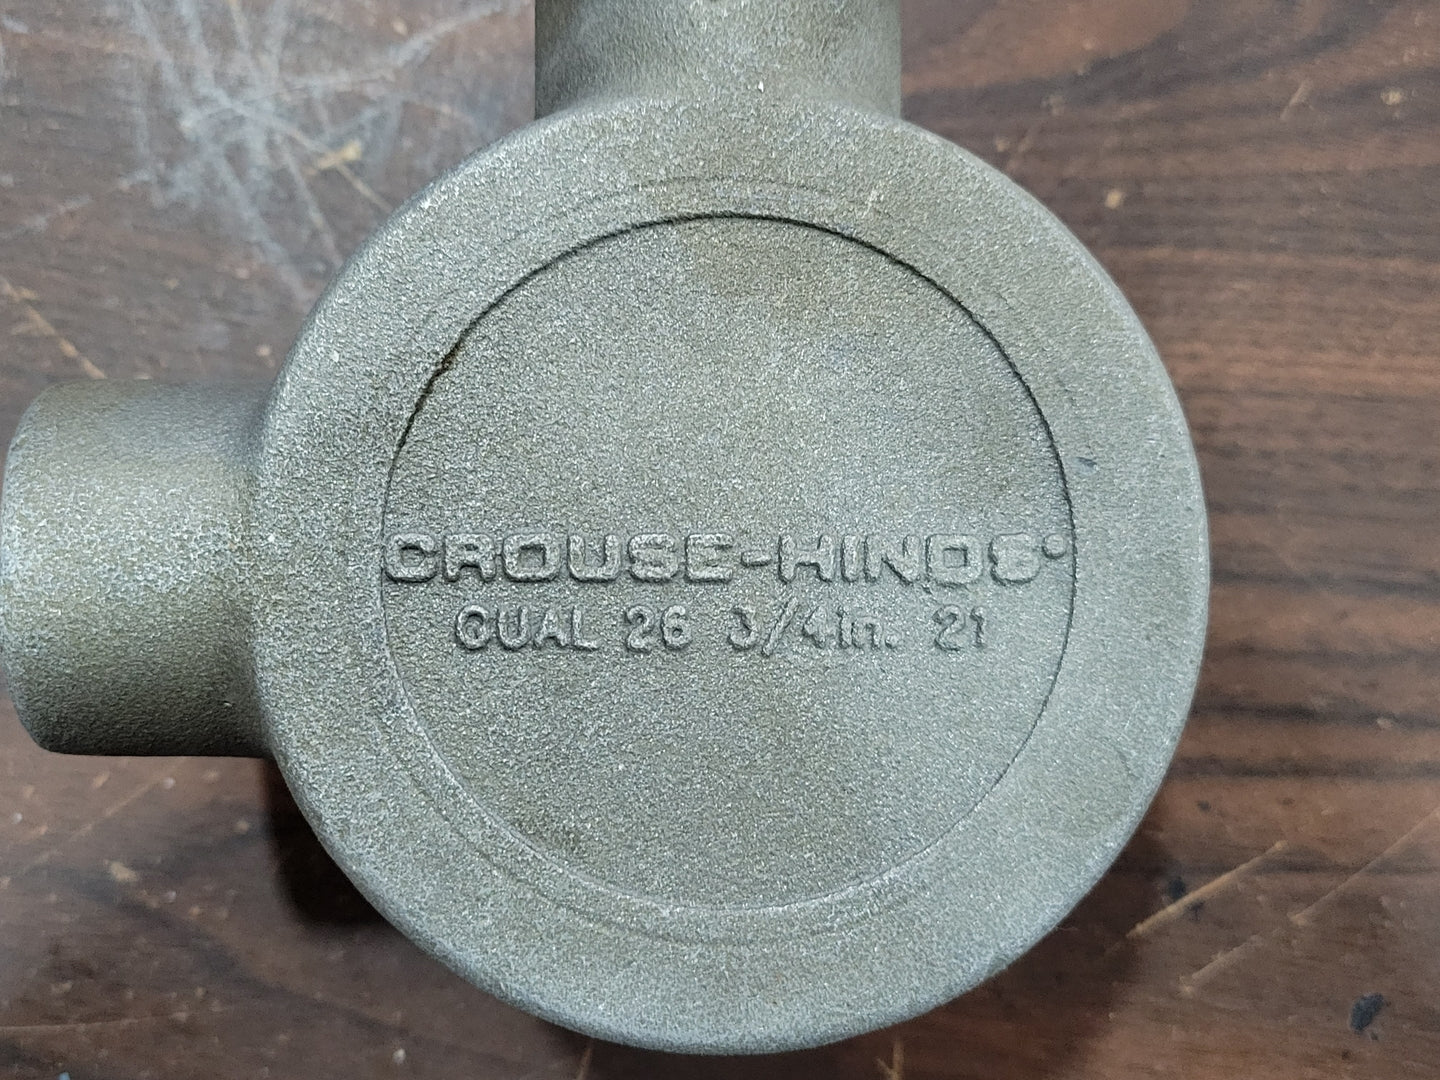 CROUSE-HINDS
GUAL 26 3/4in. 21